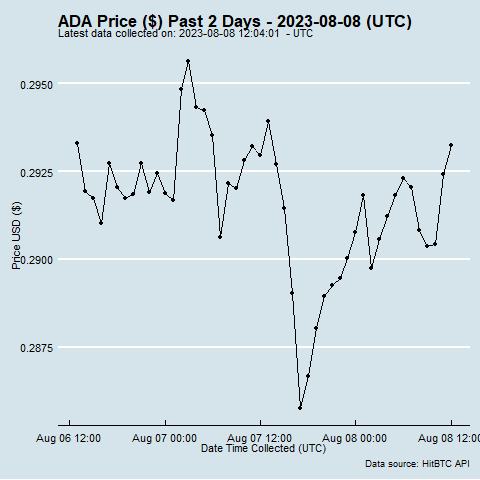 ADA Price ($) Past 2 Days - 2023-08-08 (UTC)
Latest data collected on: 2023-08-08 12:04:01 - UTC
0.2950
0.2925
0.2900
0.2875
Price USD ($)
Aug 06 12:00 Aug 07 00:00 Aug 07 12:00 Aug 08 00:00 Aug 08 12:00
Date Time Collected (UTC)
Data source: HitBTC API